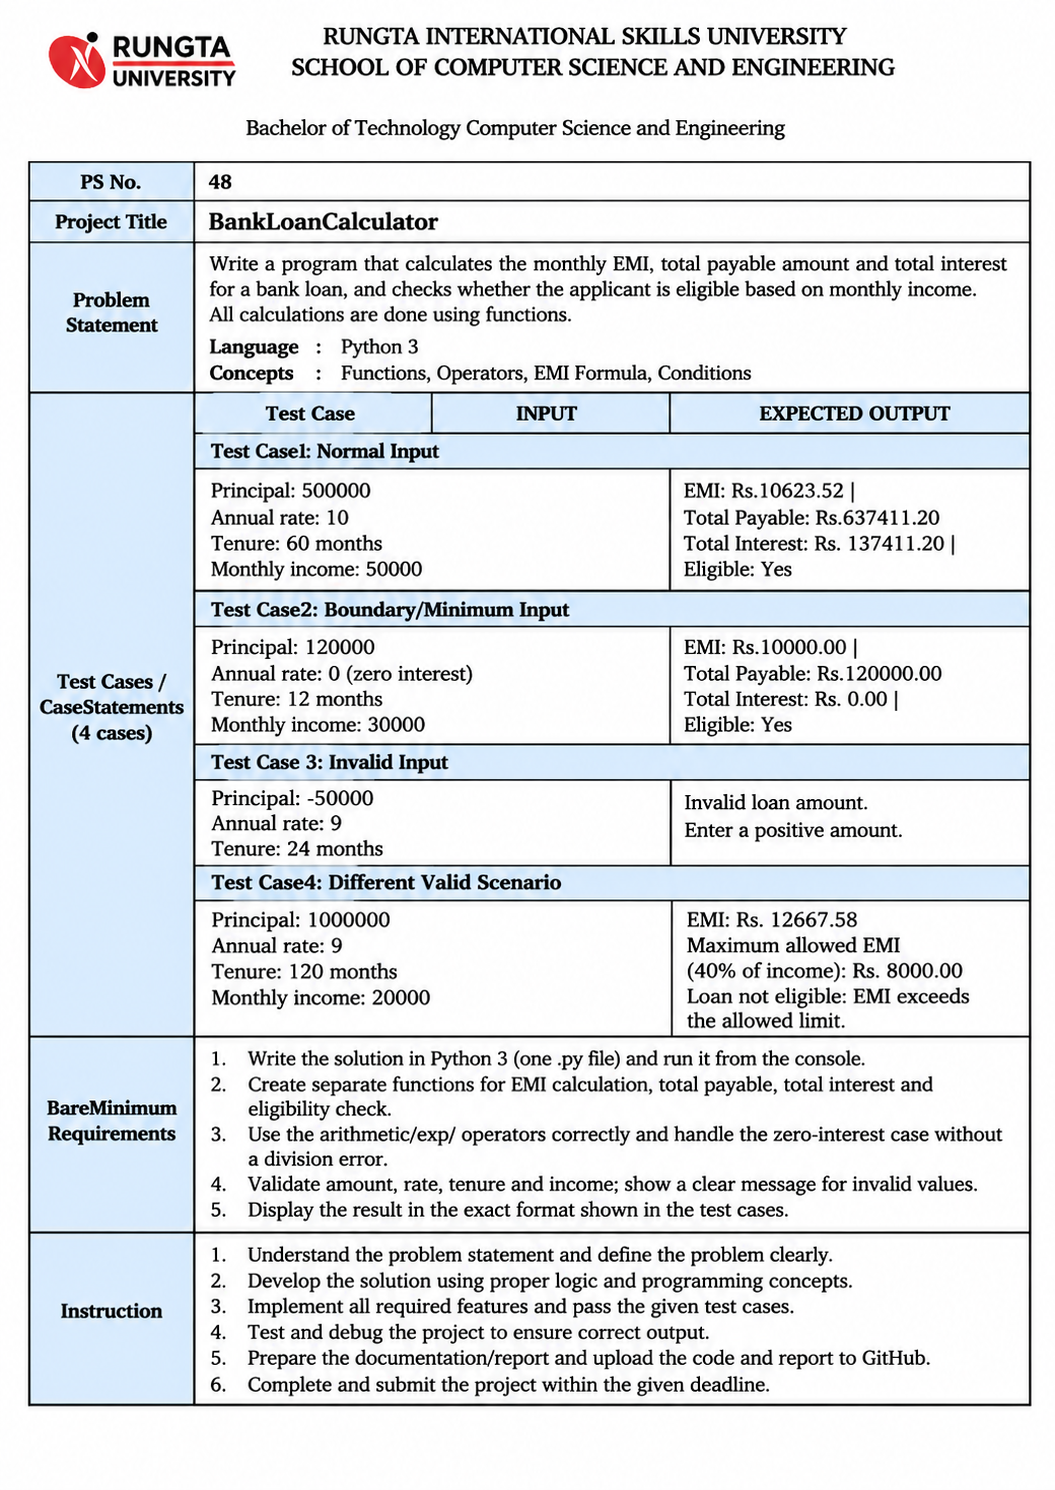 RUNGTA
UNIVERSITY
RUNGTA INTERNATIONAL SKILLS UNIVERSITY
SCHOOL OF COMPUTER SCIENCE AND ENGINEERING
Bachelor of Technology Computer Science and Engineering
PS No. 48
Project Title BankLoanCalculator
Problem
Statement
Write a program that calculates the monthly EMI, total payable amount and total interest
for a bank loan, and checks whether the applicant is eligible based on monthly income.
All calculations are done using functions.
Language : Python 3
Concepts : Functions, Operators, EMI Formula, Conditions
Test Cases /
CaseStatements
(4 cases)
Test Case INPUT EXPECTED OUTPUT
Test Case1: Normal Input
Principal: 500000
Annual rate: 10
Tenure: 60 months
Monthly income: 50000
EMI: Rs.10623.52 |
Total Payable: Rs.637411.20
Total Interest: Rs. 137411.20 |
Eligible: Yes
Test Case2: Boundary/Minimum Input
Principal: 120000
Annual rate: 0 (zero interest)
Tenure: 12 months
Monthly income: 30000
EMI: Rs.10000.00 |
Total Payable: Rs.120000.00
Total Interest: Rs. 0.00 |
Eligible: Yes
Test Case 3: Invalid Input
Principal: -50000
Annual rate: 9
Tenure: 24 months
Invalid loan amount.
Enter a positive amount.
Test Case4: Different Valid Scenario
Principal: 1000000
Annual rate: 9
Tenure: 120 months
Monthly income: 20000
EMI: Rs. 12667.58
Maximum allowed EMI
(40% of income): Rs. 8000.00
Loan not eligible: EMI exceeds
the allowed limit.
BareMinimum
Requirements
1. Write the solution in Python 3 (one .py file) and run it from the console.
2. Create separate functions for EMI calculation, total payable, total interest and
eligibility check.
3. Use the arithmetic/exp/ operators correctly and handle the zero-interest case without
a division error.
4. Validate amount, rate, tenure and income; show a clear message for invalid values.
5. Display the result in the exact format shown in the test cases.
Instruction
1. Understand the problem statement and define the problem clearly.
2. Develop the solution using proper logic and programming concepts.
3. Implement all required features and pass the given test cases.
4. Test and debug the project to ensure correct output.
5. Prepare the documentation/report and upload the code and report to GitHub.
6. Complete and submit the project within the given deadline.